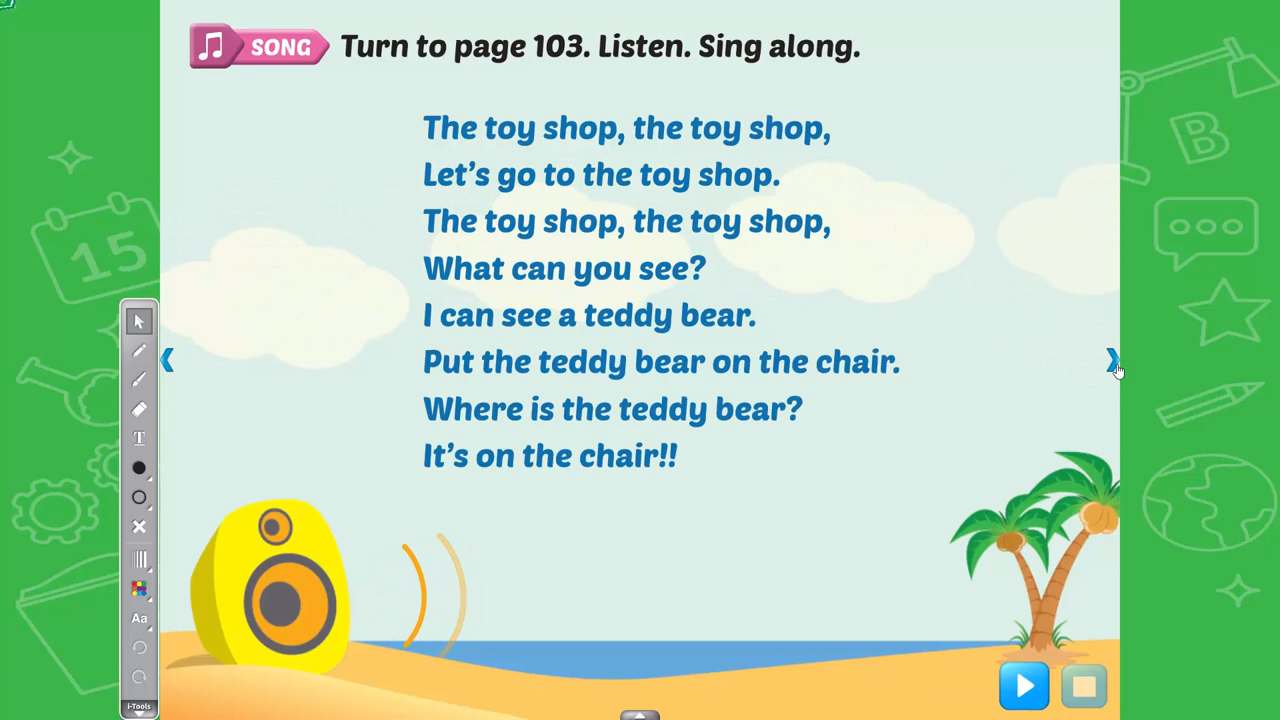 SONG Turn to page 103. Listen. Sing along.
The toy shop, the toy shop,
Let's go to the toy shop.
The toy shop, the toy shop,
What can you see?
I can see a teddy bear.
Put the teddy bear on the chair.
Where is the teddy bear?
It's on the chair!!
15
B
T
Aa
i-Tools